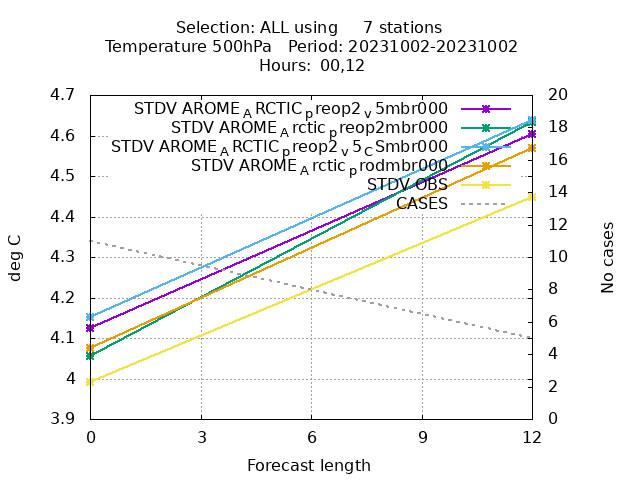 Selection: ALL using     7 stations
Temperature 500hPa   Period: 20231002-20231002
Hours:  00,12
4.7
4.6
4.5
4.4
4.3
4.2
4.1
4
3.9
deg C
STDV AROME_ARCTIC_preop2_v5mbr000
STDV AROME_Arctic_preop2mbr000
STDV AROME_ARCTIC_preop2_v5_CSmbr000
STDV AROME_Arctic_prodmbr000
STDV OBS
CASES
20
18
16
14
12
10
8
6
4
2
0
No cases
0 3 6 9 12
Forecast length